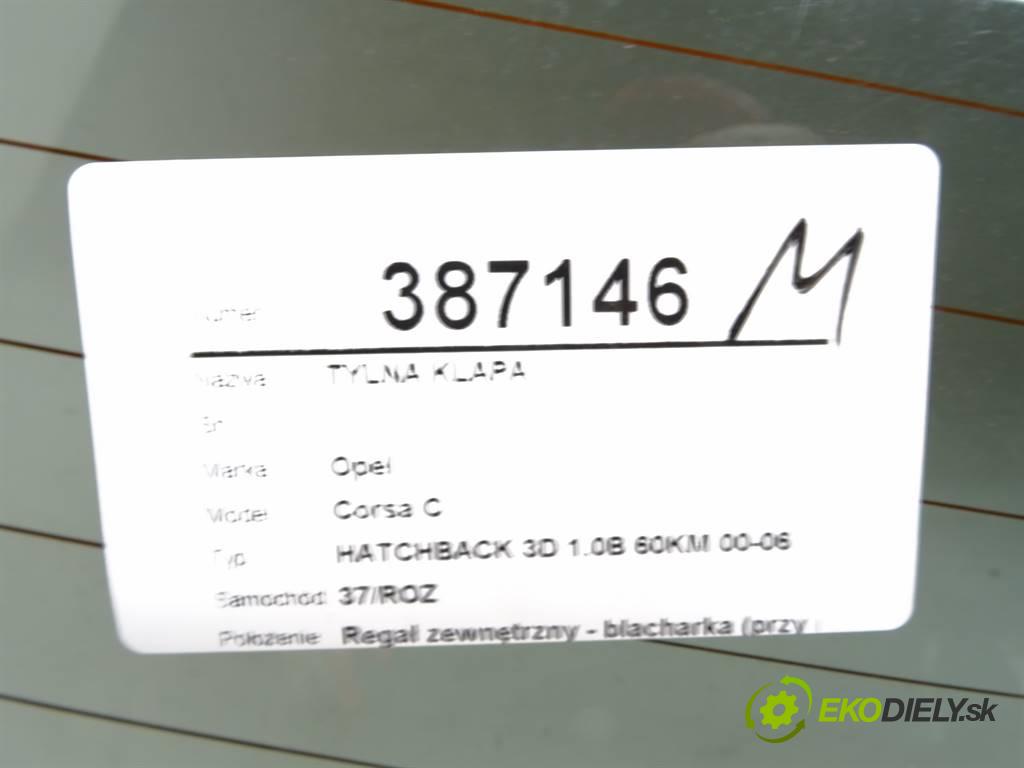 Numer 387146 M
Nazwa TYLNA KLAPA
Marka Opel
Model Corsa C
Typ HATCHBACK 3D 1.0B 60KM 00-06
Samochód 37/ROZ
Położenie Regał zewnętrzny - blacharka (przy
EKODIELY.sk